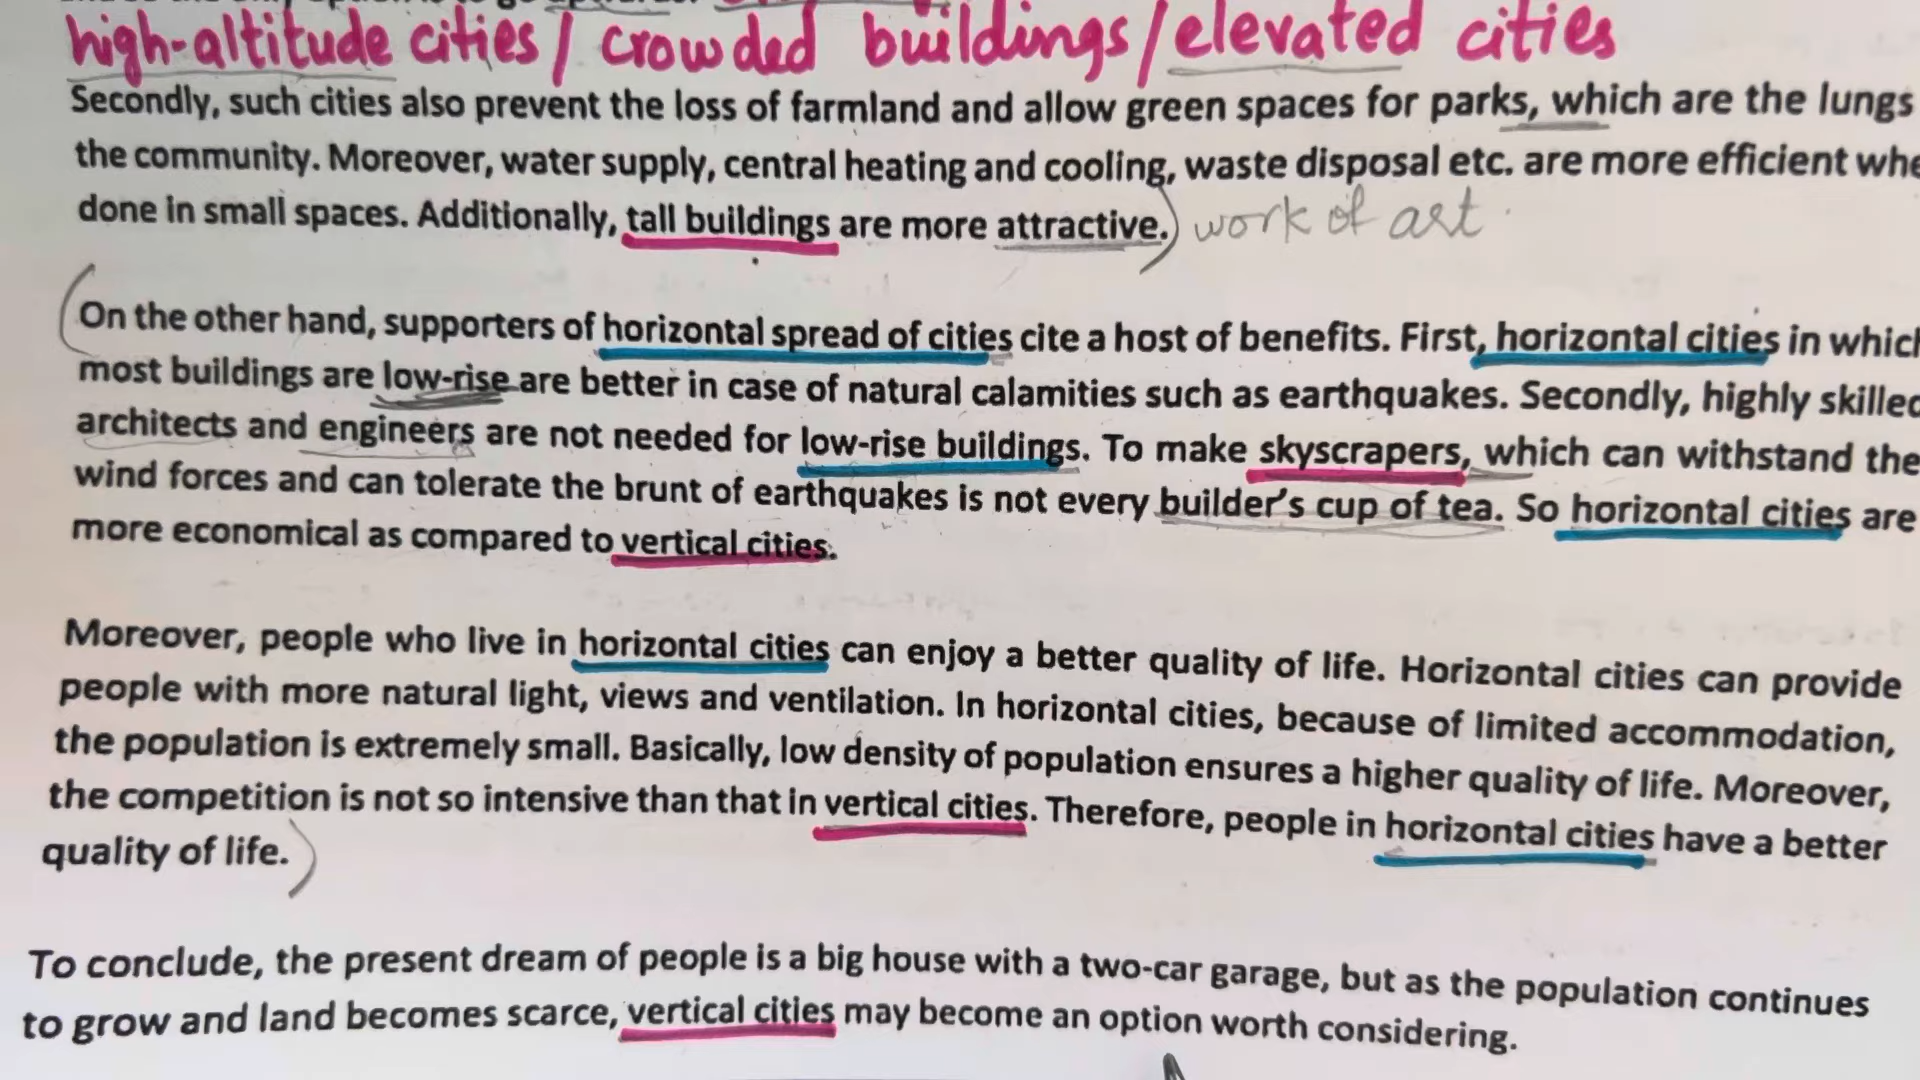 high-altitude cities / crowded buildings / elevated cities
Secondly, such cities also prevent the loss of farmland and allow green spaces for parks, which are the lungs
the community. Moreover, water supply, central heating and cooling, waste disposal etc. are more efficient
done in small spaces. Additionally, tall buildings are more attractive.) work of art
On the other hand, supporters of horizontal spread of cities cite a host of benefits. First, horizontal cities in which
most buildings are low-rise are better in case of natural calamities such as earthquakes. Secondly, highly skilled
architects and engineers are not needed for low-rise buildings. To make skyscrapers, which can withstand the
wind forces and can tolerate the brunt of earthquakes is not every builder's cup of tea. So horizontal cities are
more economical as compared to vertical cities.
Moreover, people who live in horizontal cities can enjoy a better quality of life. Horizontal cities can provide
people with more natural light, views and ventilation. In horizontal cities, because of limited accommodation,
the population is extremely small. Basically, low density of population ensures a higher quality of life. Moreover,
the competition is not so intensive than that in vertical cities. Therefore, people in horizontal cities have a better
quality of life.)
To conclude, the present dream of people is a big house with a two-car garage, but as the population continues
to grow and land becomes scarce, vertical cities may become an option worth considering.